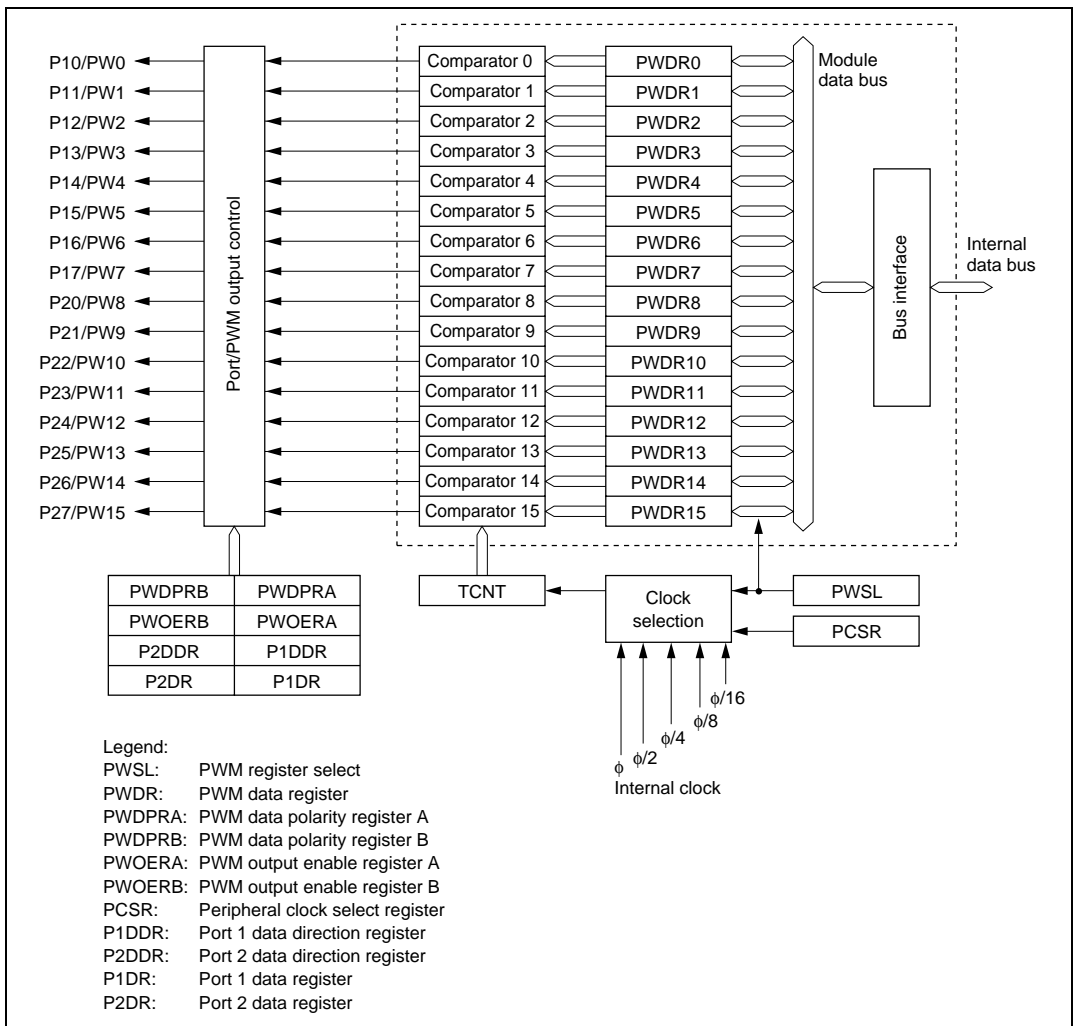 P10/PW0 Comparator 0 PWDR0 Module
data bus
P11/PW1 Comparator 1 PWDR1
P12/PW2 Comparator 2 PWDR2
P13/PW3 Comparator 3 PWDR3
P14/PW4 Comparator 4 PWDR4
P15/PW5 Comparator 5 PWDR5
P16/PW6 Comparator 6 PWDR6
P17/PW7 Comparator 7 PWDR7
P20/PW8 Comparator 8 PWDR8
P21/PW9 Comparator 9 PWDR9
P22/PW10 Comparator 10 PWDR10
P23/PW11 Comparator 11 PWDR11
P24/PW12 Comparator 12 PWDR12
P25/PW13 Comparator 13 PWDR13
P26/PW14 Comparator 14 PWDR14
P27/PW15 Comparator 15 PWDR15
Port/PWM output control
Bus interface
Internal
data bus
PWDPRB PWDPRA
PWOERB PWOERA
P2DDR P1DDR
P2DR P1DR
TCNT
Clock
selection
PWSL
PCSR
ϕ ϕ/2 ϕ/4 ϕ/8 ϕ/16
Internal clock
Legend:
PWSL: PWM register select
PWDR: PWM data register
PWDPRA: PWM data polarity register A
PWDPRB: PWM data polarity register B
PWOERA: PWM output enable register A
PWOERB: PWM output enable register B
PCSR: Peripheral clock select register
P1DDR: Port 1 data direction register
P2DDR: Port 2 data direction register
P1DR: Port 1 data register
P2DR: Port 2 data register